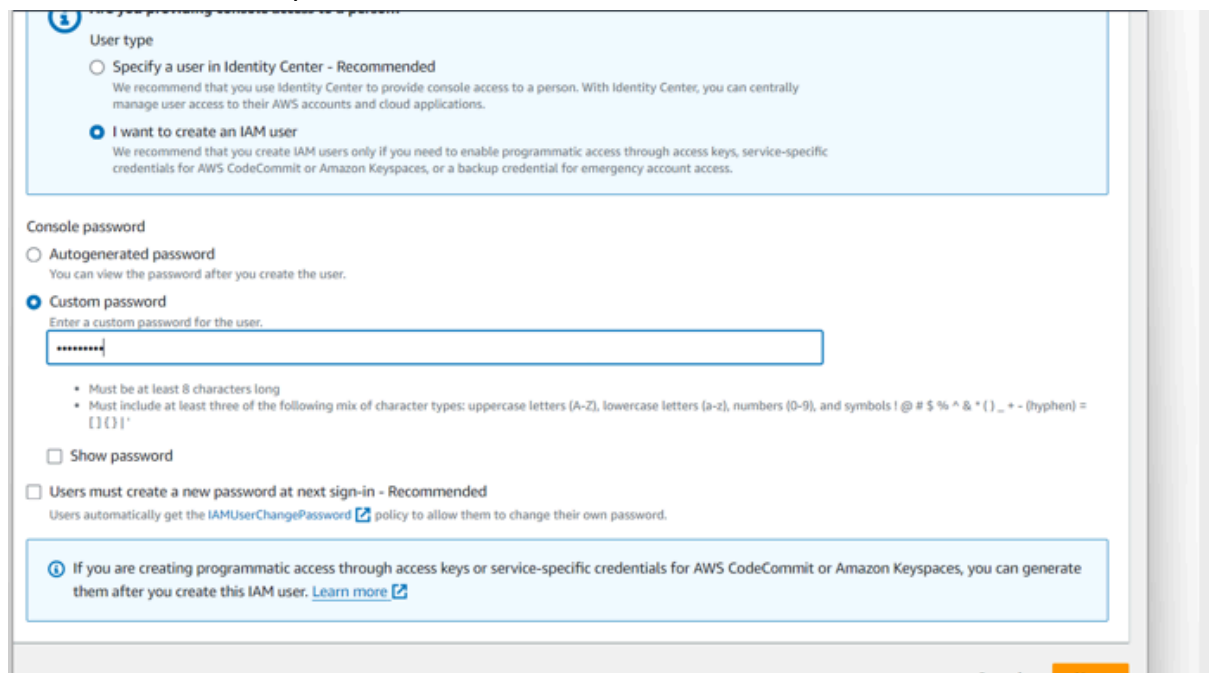 User type
Specify a user in Identity Center - Recommended
We recommend that you use Identity Center to provide console access to a person. With Identity Center, you can centrally
manage user access to their AWS accounts and cloud applications.
I want to create an IAM user
We recommend that you create IAM users only if you need to enable programmatic access through access keys, service-specific
credentials for AWS CodeCommit or Amazon Keyspaces, or a backup credential for emergency account access.
Console password
Autogenerated password
You can view the password after you create the user.
Custom password
Enter a custom password for the user.
•••••••••
• Must be at least 8 characters long
• Must include at least three of the following mix of character types: uppercase letters (A-Z), lowercase letters (a-z), numbers (0-9), and symbols ! @ # $ % ^ & * ( ) _ + - (hyphen) =
[ ] { } | '
Show password
Users must create a new password at next sign-in - Recommended
Users automatically get the IAMUserChangePassword policy to allow them to change their own password.
If you are creating programmatic access through access keys or service-specific credentials for AWS CodeCommit or Amazon Keyspaces, you can generate
them after you create this IAM user. Learn more